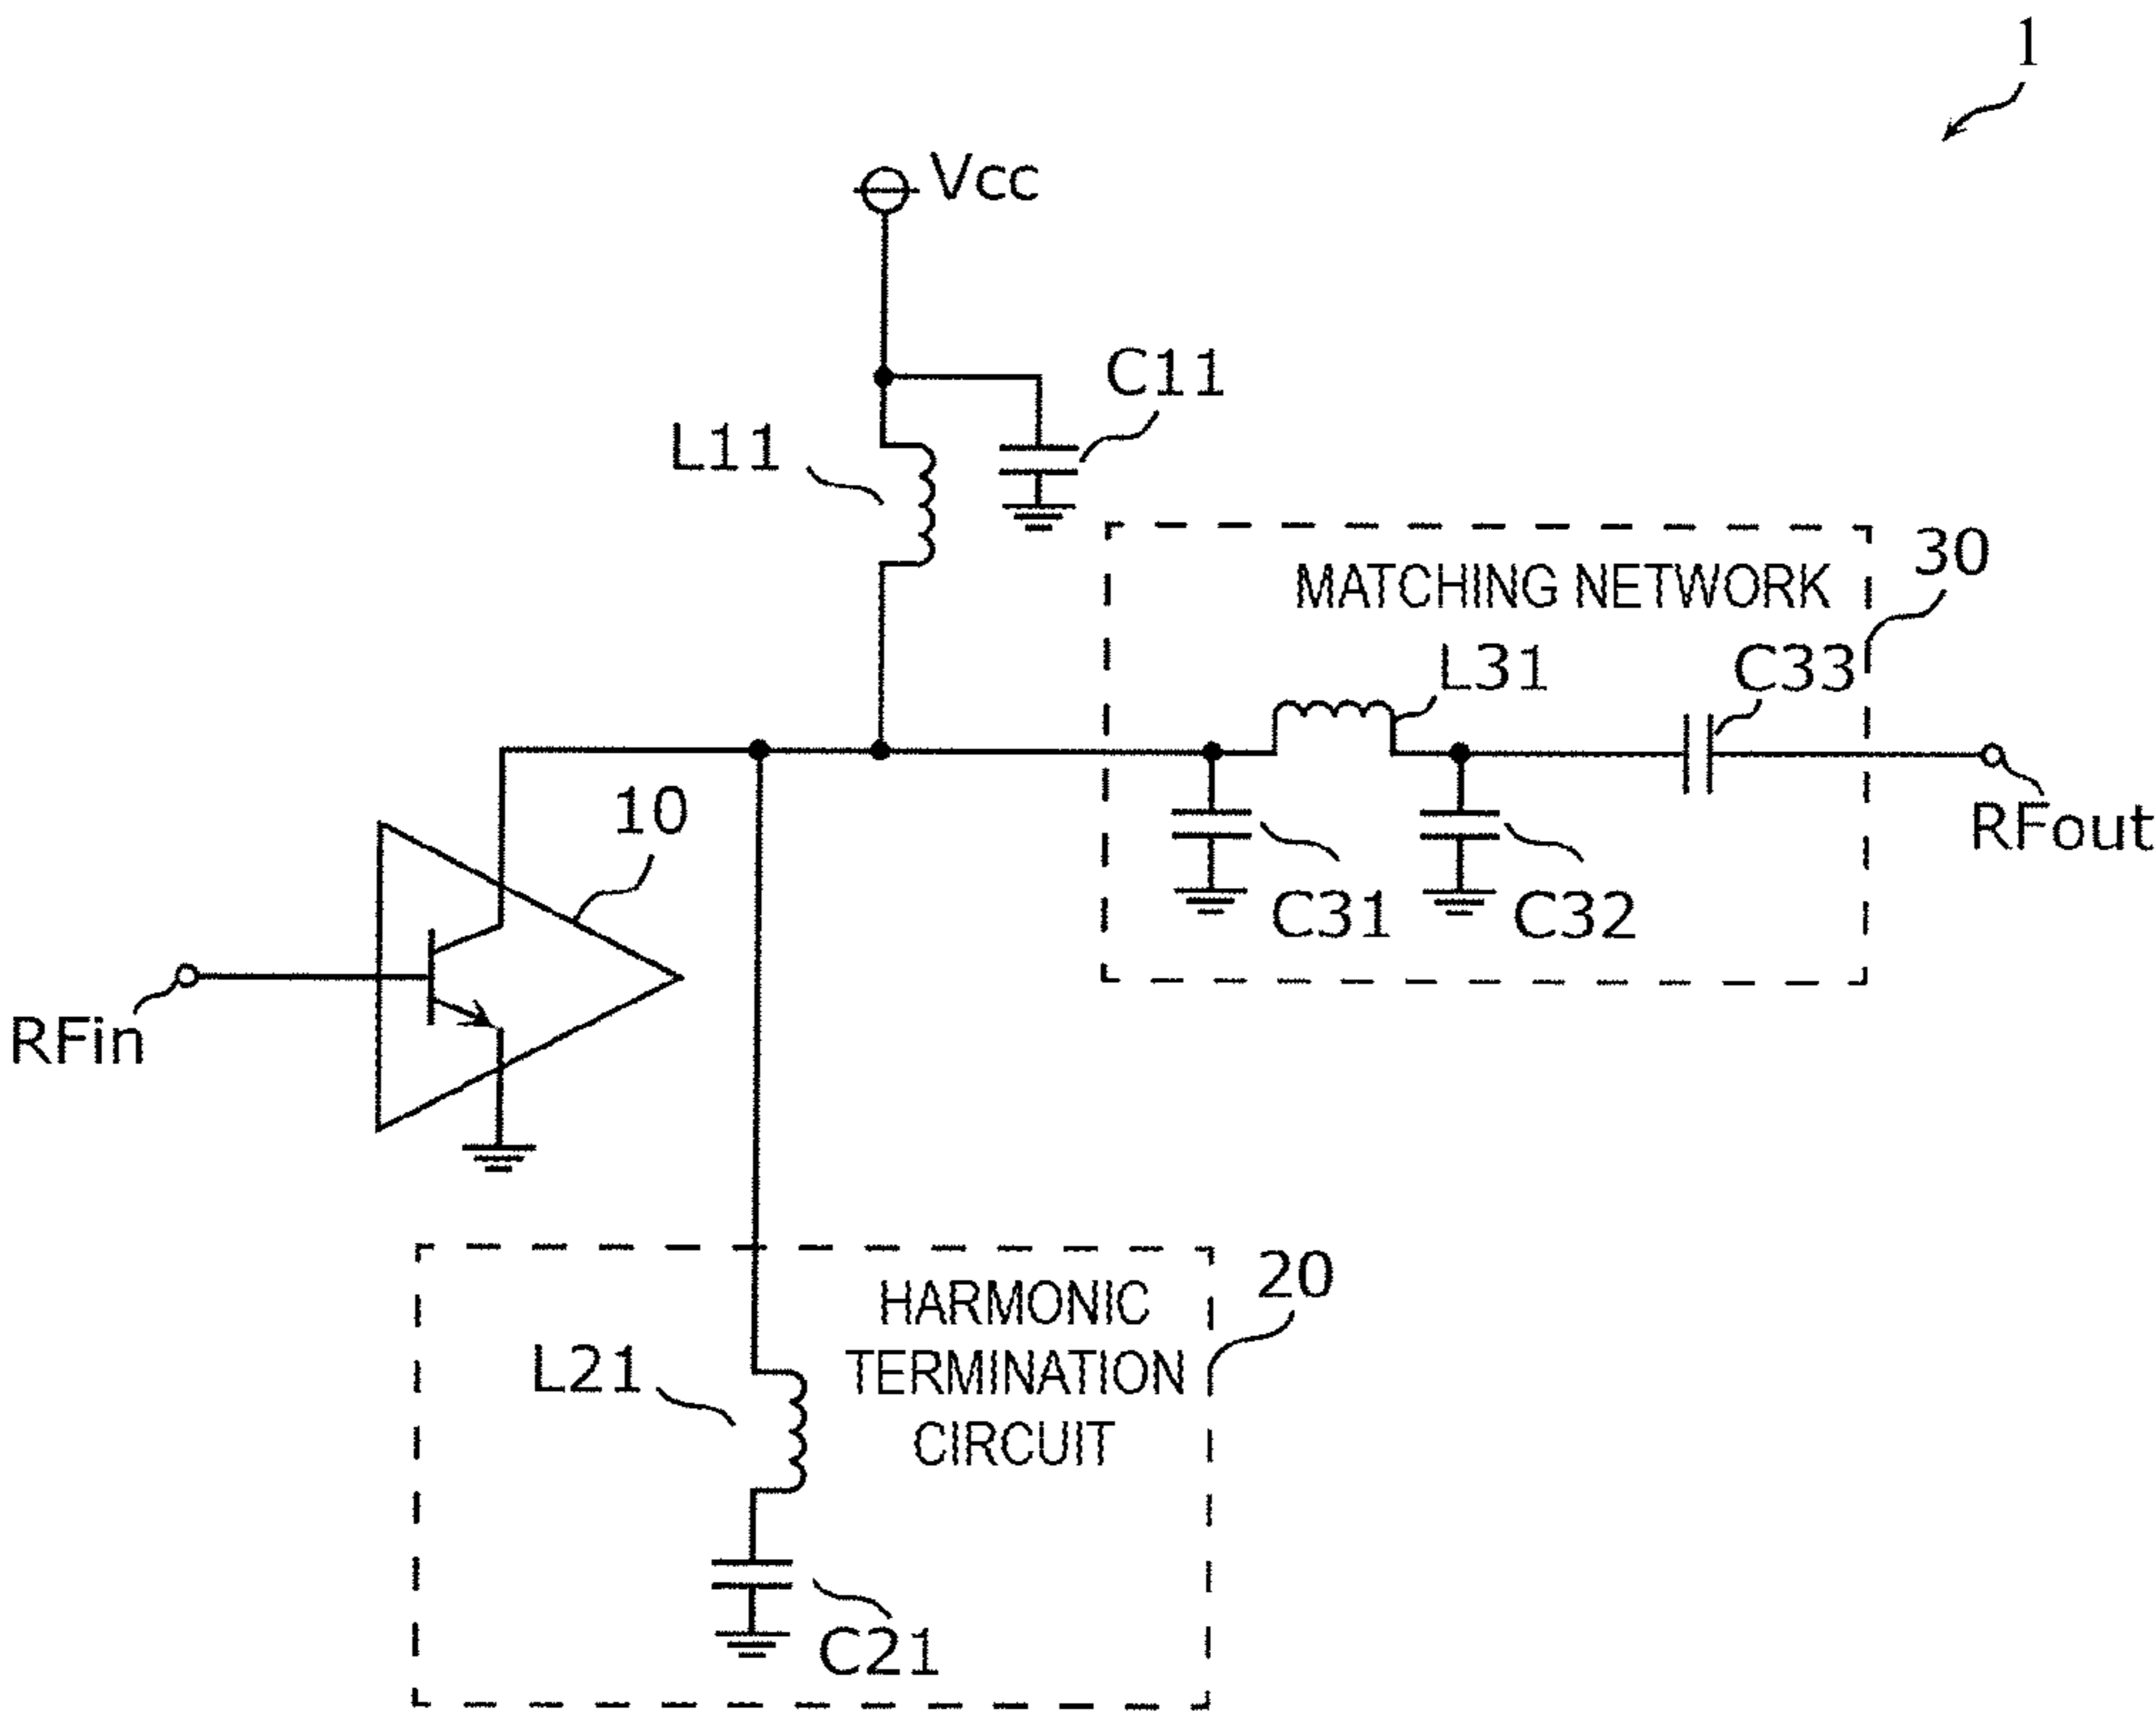 1
Vcc
C11
L11
30
MATCHING NETWORK
L31
C33
10
RFout
C31
C32
RFin
20
HARMONIC
TERMINATION
CIRCUIT
L21
C21